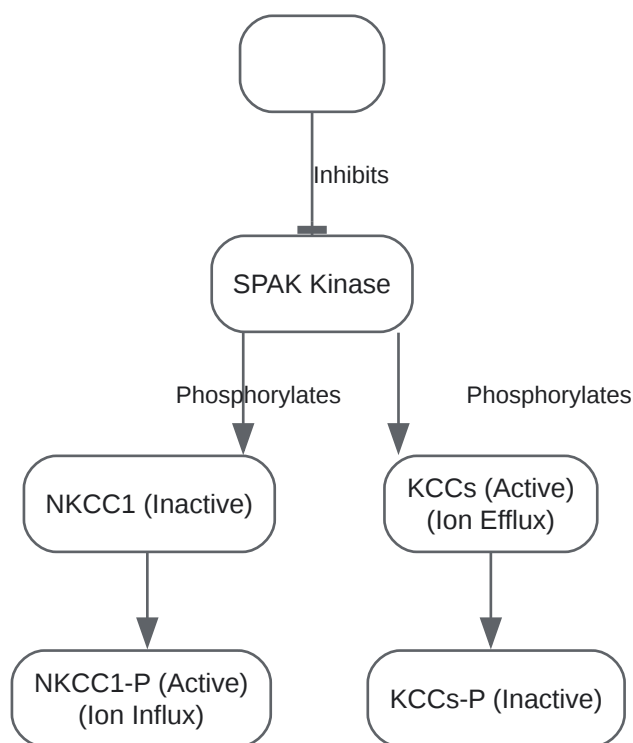 Inhibits
SPAK Kinase
Phosphorylates
Phosphorylates
NKCC1 (Inactive)
KCCs (Active)
(Ion Efflux)
NKCC1-P (Active)
(Ion Influx)
KCCs-P (Inactive)